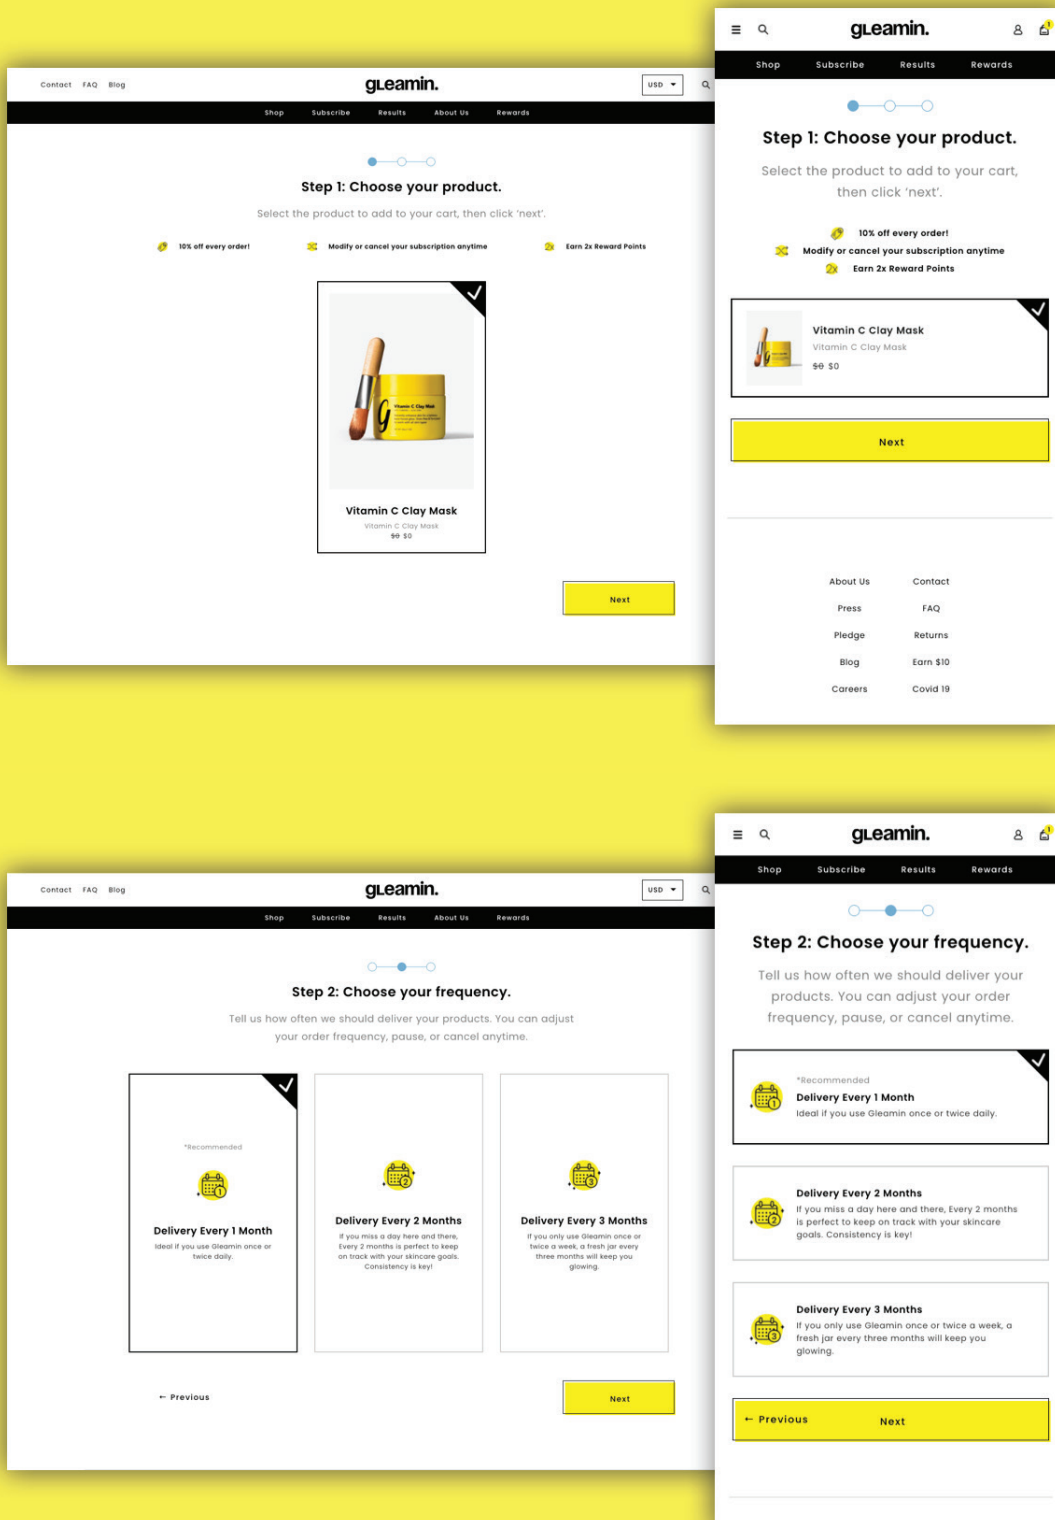 Contact FAQ Blog
gleamin.
USD
Shop Subscribe Results About Us Rewards
Step 1: Choose your product.
Select the product to add to your cart, then click ‘next’.
10% off every order!
Modify or cancel your subscription anytime
2x Earn 2x Reward Points
g
Vitamin C Clay Mask
Vitamin C Clay Mask
Vitamin C Clay Mask
$0 $0
Next
gleamin.
1
Shop Subscribe Results Rewards
Step 1: Choose your product.
Select the product to add to your cart,
then click ‘next’.
10% off every order!
Modify or cancel your subscription anytime
2x Earn 2x Reward Points
Vitamin C Clay Mask
Vitamin C Clay Mask
$0 $0
Next
About Us Contact
Press FAQ
Pledge Returns
Blog Earn $10
Careers Covid 19
Contact FAQ Blog
gleamin.
USD
Shop Subscribe Results About Us Rewards
Step 2: Choose your frequency.
Tell us how often we should deliver your products. You can adjust
your order frequency, pause, or cancel anytime.
*Recommended
1
Delivery Every 1 Month
Ideal if you use Gleamin once or
twice daily.
2
Delivery Every 2 Months
If you miss a day here and there,
Every 2 months is perfect to keep
on track with your skincare goals.
Consistency is key!
3
Delivery Every 3 Months
If you only use Gleamin once or
twice a week, a fresh jar every
three months will keep you
glowing.
← Previous
Next
gleamin.
1
Shop Subscribe Results Rewards
Step 2: Choose your frequency.
Tell us how often we should deliver your
products. You can adjust your order
frequency, pause, or cancel anytime.
*Recommended
1
Delivery Every 1 Month
Ideal if you use Gleamin once or twice daily.
2
Delivery Every 2 Months
If you miss a day here and there, Every 2 months
is perfect to keep on track with your skincare
goals. Consistency is key!
3
Delivery Every 3 Months
If you only use Gleamin once or twice a week, a
fresh jar every three months will keep you
glowing.
← Previous Next